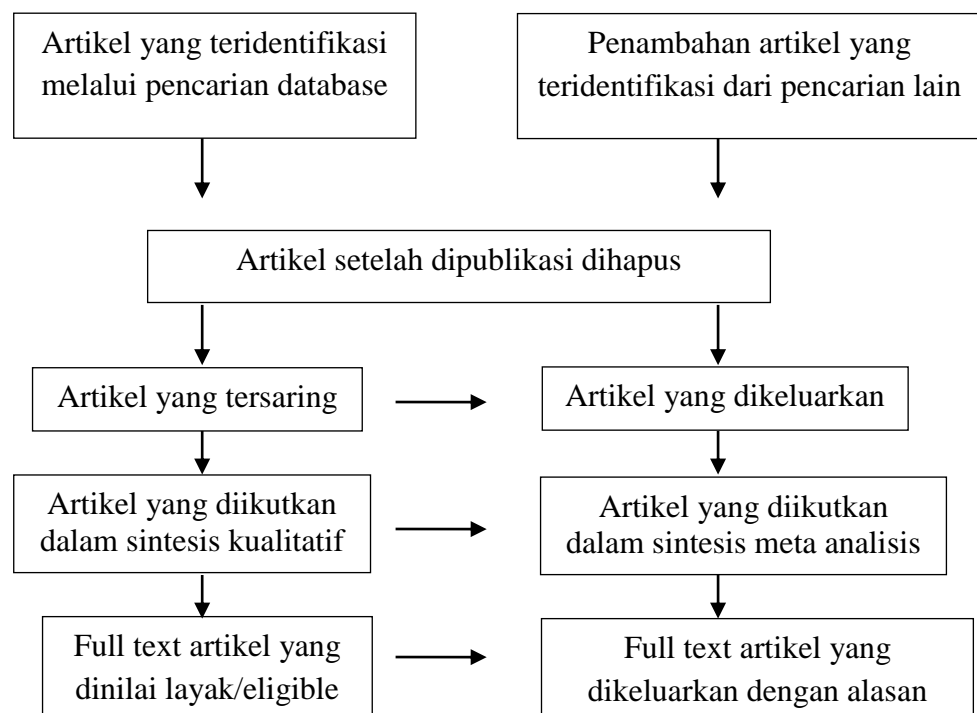 Artikel yang teridentifikasi
melalui pencarian database
Penambahan artikel yang
teridentifikasi dari pencarian lain
Artikel setelah dipublikasi dihapus
Artikel yang tersaring
Artikel yang dikeluarkan
Artikel yang diikutkan
dalam sintesis kualitatif
Artikel yang diikutkan
dalam sintesis meta analisis
Full text artikel yang
dinilai layak/eligible
Full text artikel yang
dikeluarkan dengan alasan